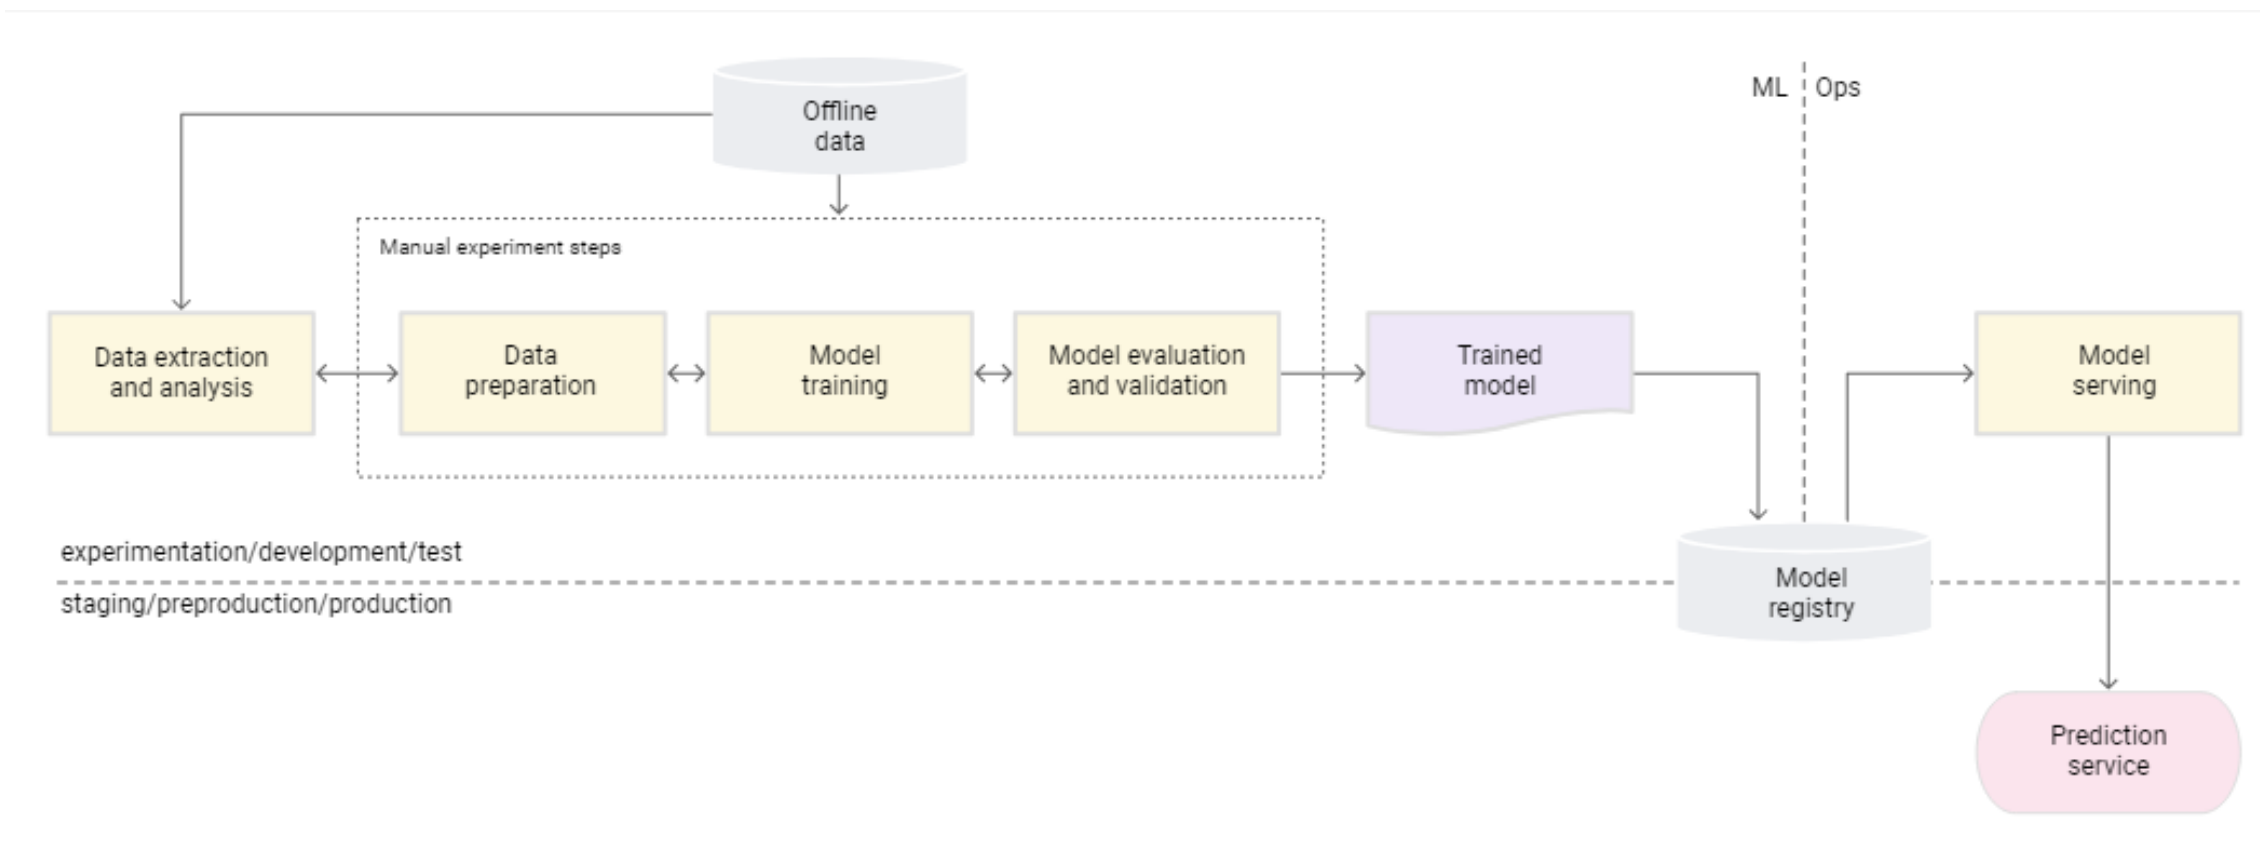 Offline
data
ML
Ops
Manual experiment steps
Data extraction
and analysis
Data
preparation
Model
training
Model evaluation
and validation
Trained
model
Model
serving
experimentation/development/test
staging/preproduction/production
Model
registry
Prediction
service